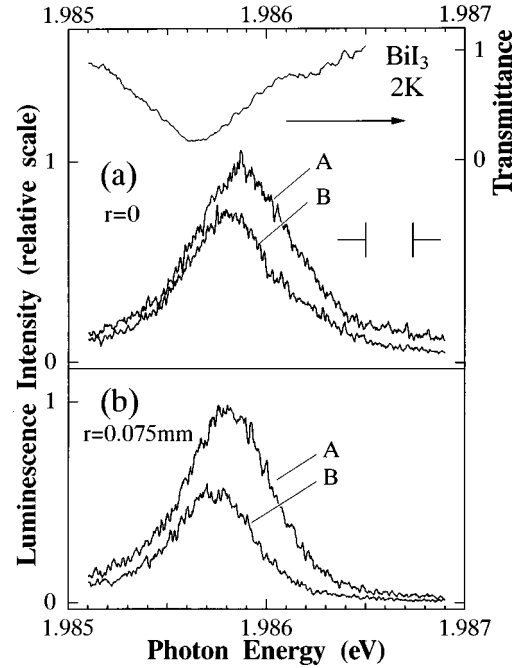 1.985 1.986 1.987
BiI3
2K
1
0
Transmittance
(a)
r=0
A
B
1
0
Luminescence Intensity (relative scale)
(b)
r=0.075mm
A
B
1
0
1.985 1.986 1.987
Photon Energy (eV)